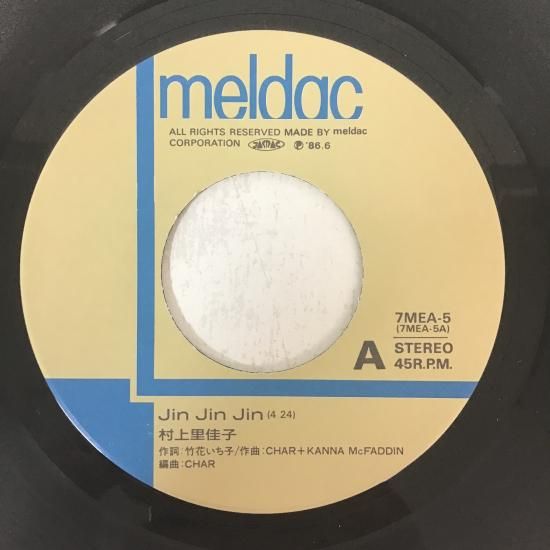 meldac
ALL RIGHTS RESERVED MADE BY meldac
CORPORATION JASRAC Ⓟ '86.6
7MEA-5
(7MEA-5A)
A STEREO
45R.P.M.
Jin Jin Jin (4 24)
村上里佳子
作詞:竹花いち子/作曲:CHAR+KANNA McFADDIN
編曲:CHAR